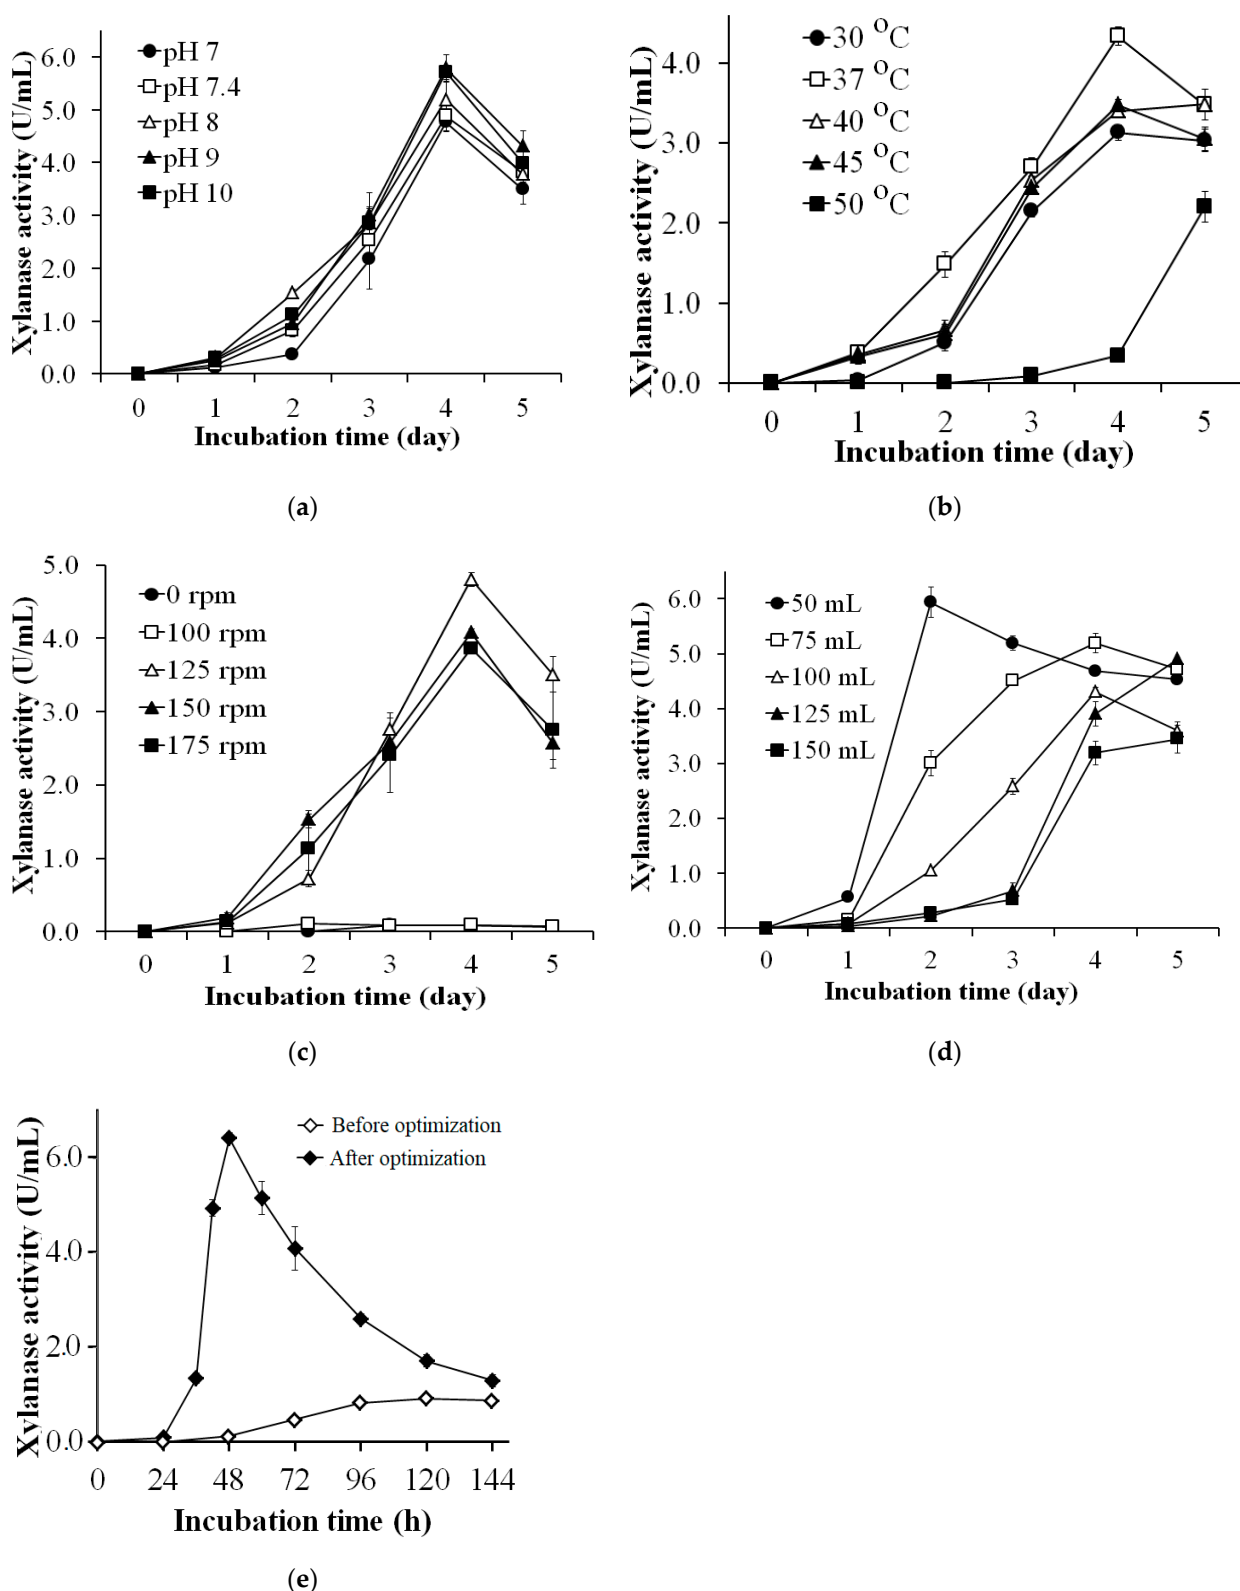 Xylanase activity (U/mL)
6.0
5.0
4.0
3.0
2.0
1.0
0.0
pH 7
pH 7.4
pH 8
pH 9
pH 10
0 1 2 3 4 5
Incubation time (day)
(a)
Xylanase activity (U/mL)
4.0
3.0
2.0
1.0
0.0
30 °C
37 °C
40 °C
45 °C
50 °C
0 1 2 3 4 5
Incubation time (day)
(b)
Xylanase activity (U/mL)
5.0
4.0
3.0
2.0
1.0
0.0
0 rpm
100 rpm
125 rpm
150 rpm
175 rpm
0 1 2 3 4 5
Incubation time (day)
(c)
Xylanase activity (U/mL)
6.0
5.0
4.0
3.0
2.0
1.0
0.0
50 mL
75 mL
100 mL
125 mL
150 mL
0 1 2 3 4 5
Incubation time (day)
(d)
Xylanase activity (U/mL)
6.0
4.0
2.0
0.0
Before optimization
After optimization
0 24 48 72 96 120 144
Incubation time (h)
(e)